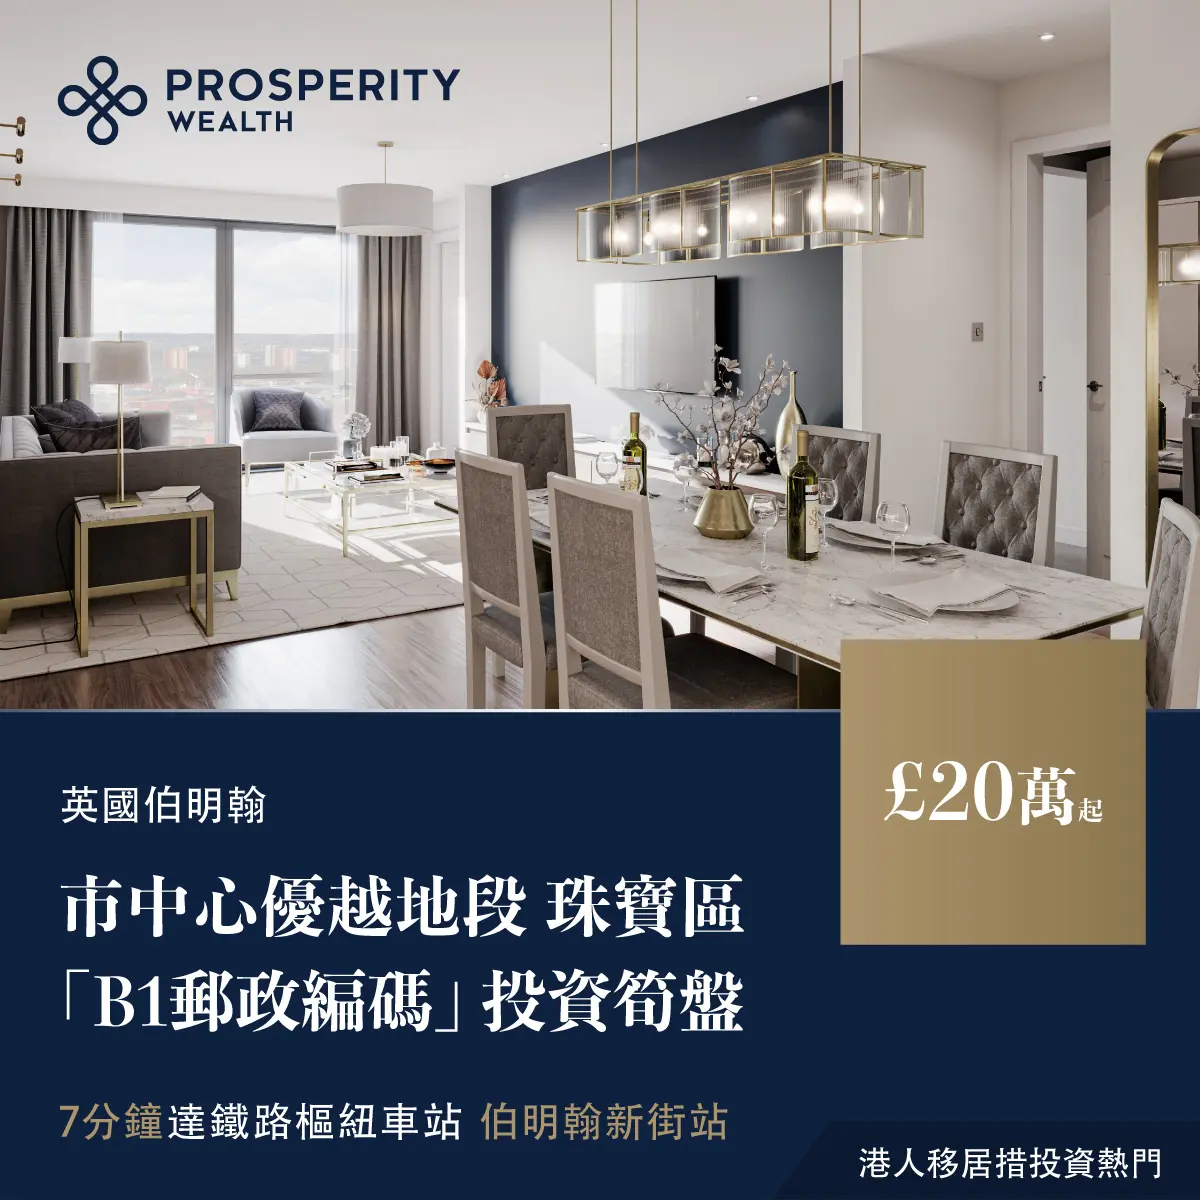 PROSPERITY
WEALTH
£20萬起
英國伯明翰
市中心優越地段 珠寶區
「B1郵政編碼」投資筍盤
7分鐘達鐵路樞紐車站 伯明翰新街站
港人移居措投資熱門